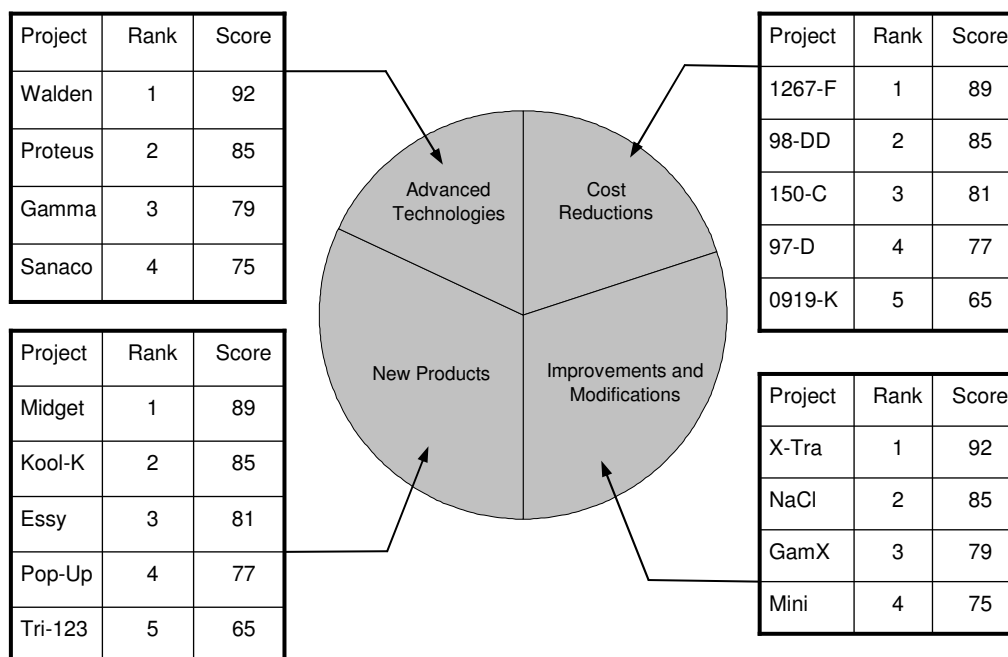 Project Rank Score
Walden 1 92
Proteus 2 85
Gamma 3 79
Sanaco 4 75
Project Rank Score
Midget 1 89
Kool-K 2 85
Essy 3 81
Pop-Up 4 77
Tri-123 5 65
Advanced
Technologies
Cost
Reductions
New Products
Improvements and
Modifications
Project Rank Score
1267-F 1 89
98-DD 2 85
150-C 3 81
97-D 4 77
0919-K 5 65
Project Rank Score
X-Tra 1 92
NaCl 2 85
GamX 3 79
Mini 4 75